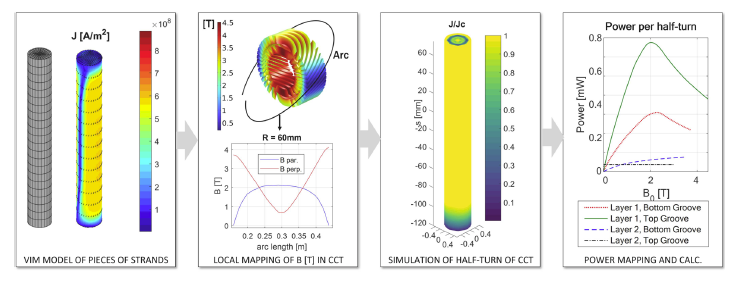 J [A/m²]
×10⁸
8
7
6
5
4
3
2
1
VIM MODEL OF PIECES OF STRANDS
[T]
4.5
4
3.5
3
2.5
2
1.5
1
0.5
Arc
R = 60mm
B par.
B perp.
B [T]
4
3
2
1
0
0.2
0.3
0.4
arc length [m]
LOCAL MAPPING OF B [T] IN CCT
J/Jc
60
40
20
0
-20
-40
-60
-80
-100
-120
s [mm]
-0.4
0
0.4
-0.4
0
0.4
1
0.9
0.8
0.7
0.6
0.5
0.4
0.3
0.2
0.1
SIMULATION OF HALF-TURN OF CCT
Power per half-turn
Power [mW]
0.8
0.6
0.4
0.2
0
0
2
4
B₀ [T]
Layer 1, Bottom Groove
Layer 1, Top Groove
Layer 2, Bottom Groove
Layer 2, Top Groove
POWER MAPPING AND CALC.